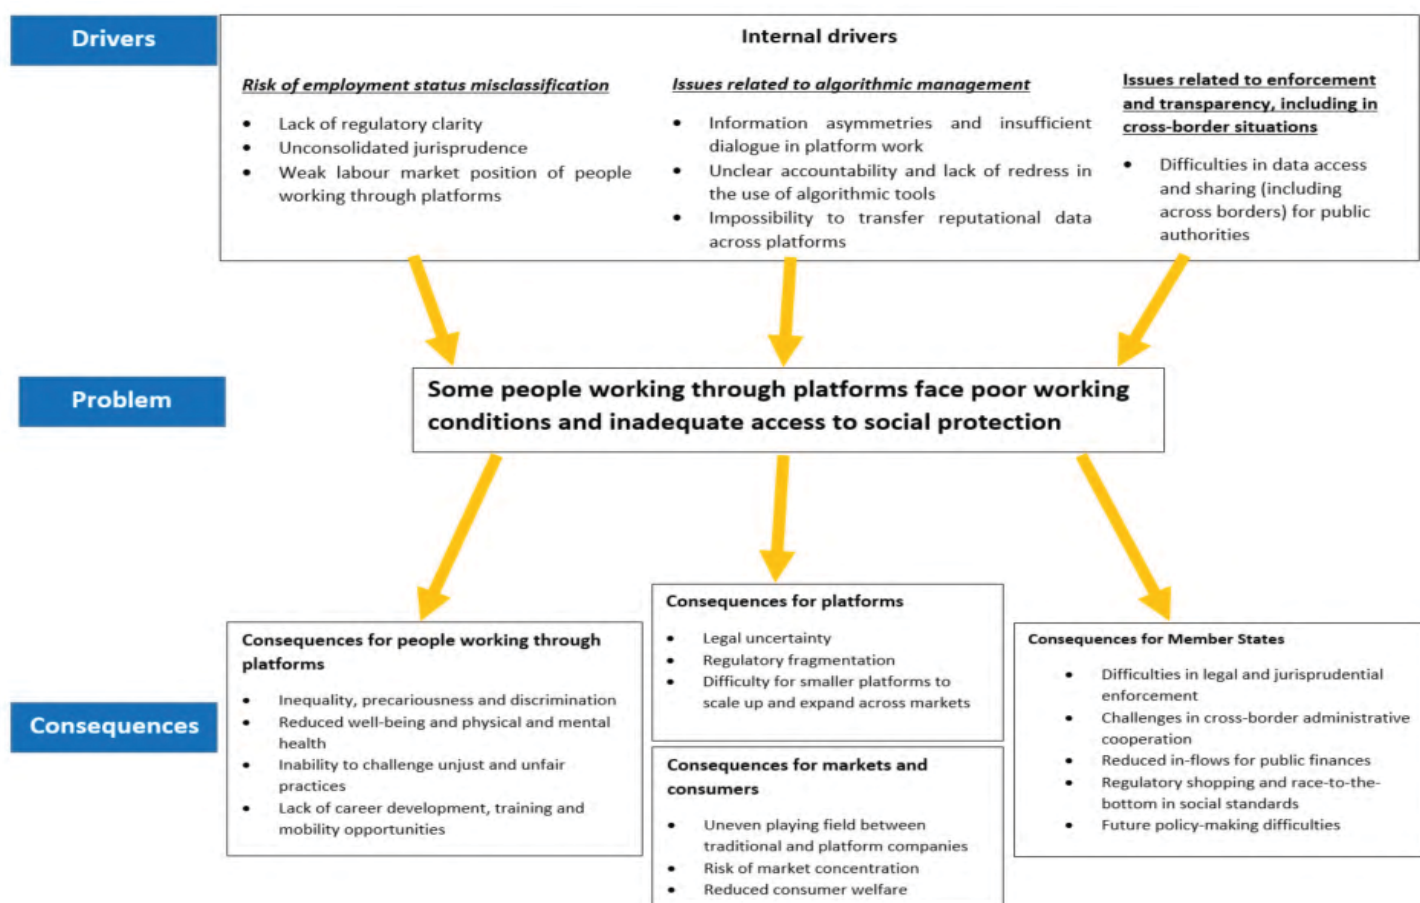 Drivers
Internal drivers
Risk of employment status misclassification
• Lack of regulatory clarity
• Unconsolidated jurisprudence
• Weak labour market position of people
working through platforms
Issues related to algorithmic management
• Information asymmetries and insufficient
dialogue in platform work
• Unclear accountability and lack of redress in
the use of algorithmic tools
• Impossibility to transfer reputational data
across platforms
Issues related to enforcement
and transparency, including in
cross-border situations
• Difficulties in data access
and sharing (including
across borders) for public
authorities
Problem
Some people working through platforms face poor working
conditions and inadequate access to social protection
Consequences
Consequences for people working through
platforms
• Inequality, precariousness and discrimination
• Reduced well-being and physical and mental
health
• Inability to challenge unjust and unfair
practices
• Lack of career development, training and
mobility opportunities
Consequences for platforms
• Legal uncertainty
• Regulatory fragmentation
• Difficulty for smaller platforms to
scale up and expand across markets
Consequences for markets and
consumers
• Uneven playing field between
traditional and platform companies
• Risk of market concentration
• Reduced consumer welfare
Consequences for Member States
• Difficulties in legal and jurisprudential
enforcement
• Challenges in cross-border administrative
cooperation
• Reduced in-flows for public finances
• Regulatory shopping and race-to-the-
bottom in social standards
• Future policy-making difficulties